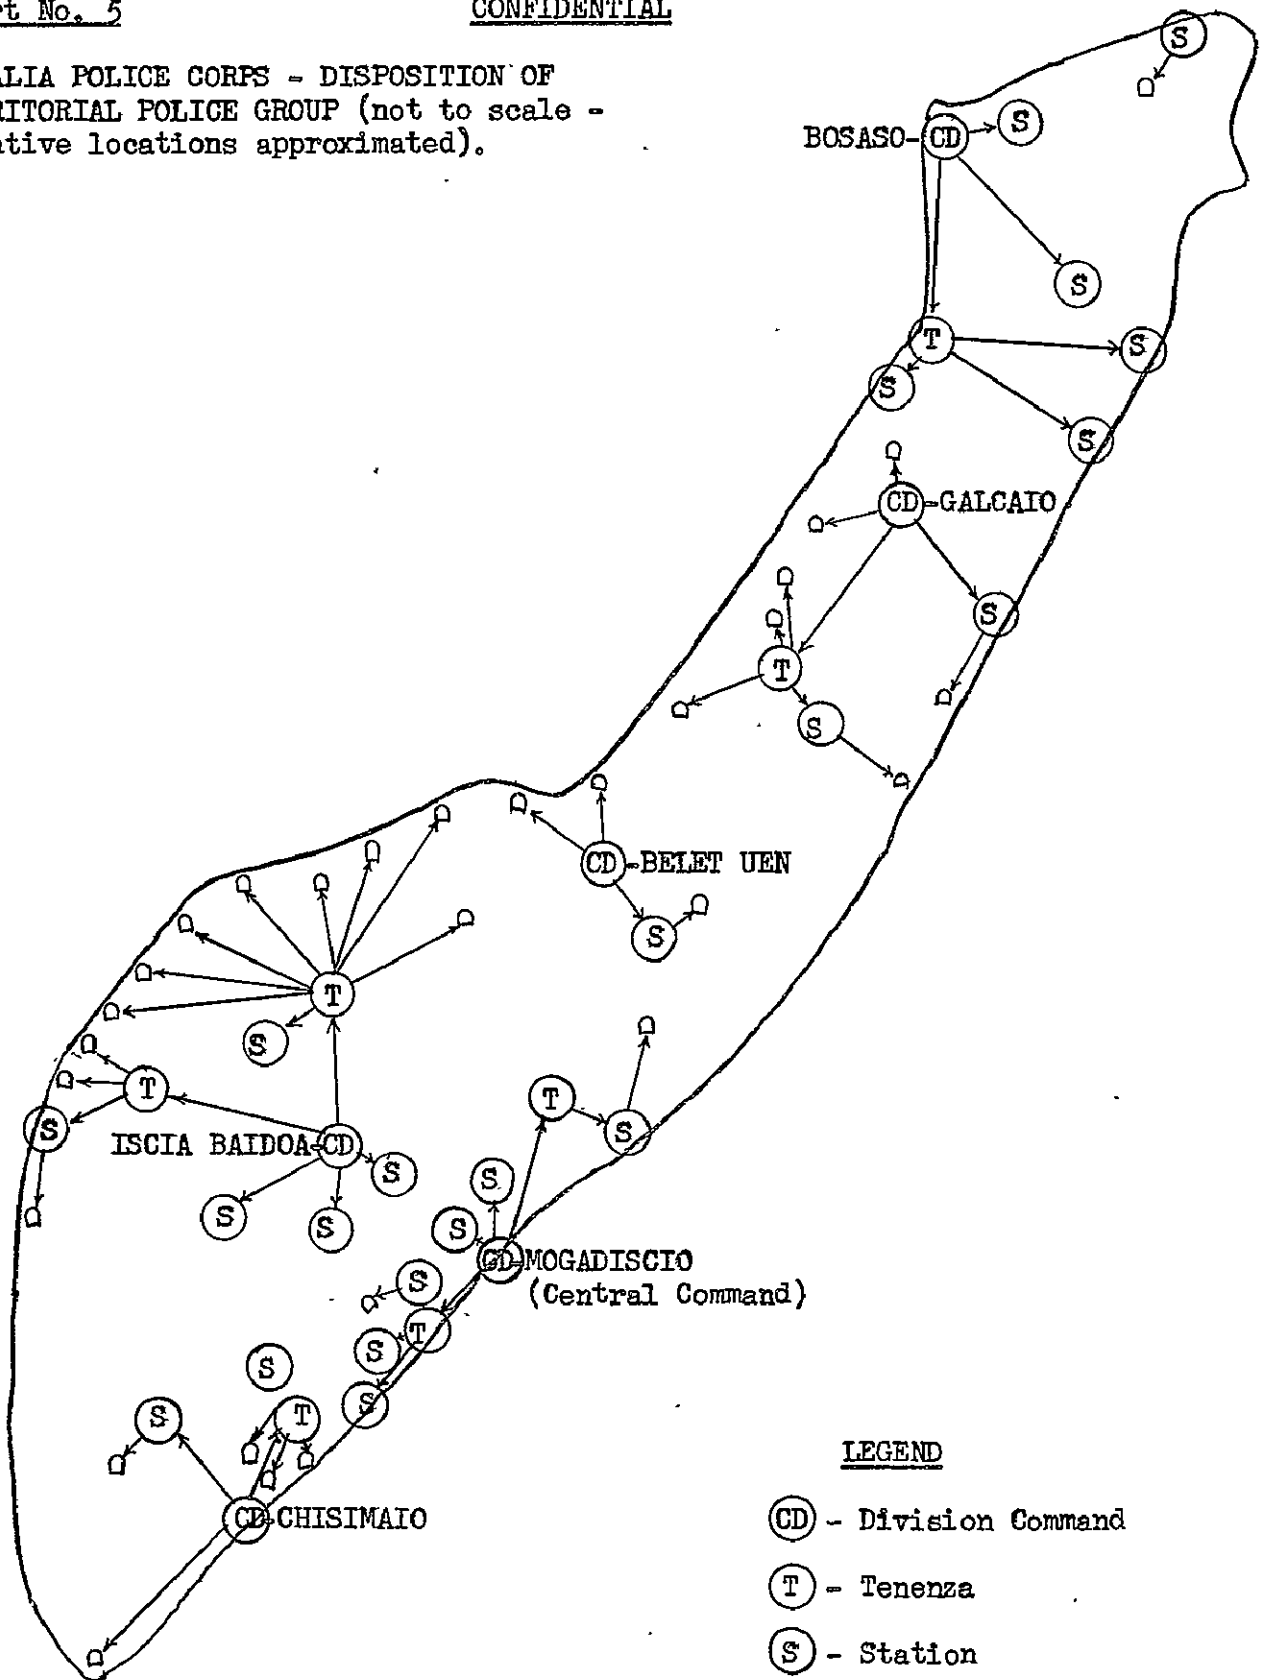 rt No. 5
CONFIDENTIAL
ALIA POLICE CORPS - DISPOSITION OF
RITORIAL POLICE GROUP (not to scale -
ative locations approximated).
S
BOSASO-CD
S
S
T
S
S
S
CD-GALCAIO
S
T
S
CD-BELET UEN
S
T
S
T
T
S
S
ISCIA BAIDOA-CD
S
S
S
S
S
CD-MOGADISCIO
(Central Command)
S
T
S
S
S
T
S
CD-CHISIMAIO
LEGEND
CD - Division Command
T - Tenenza
S - Station